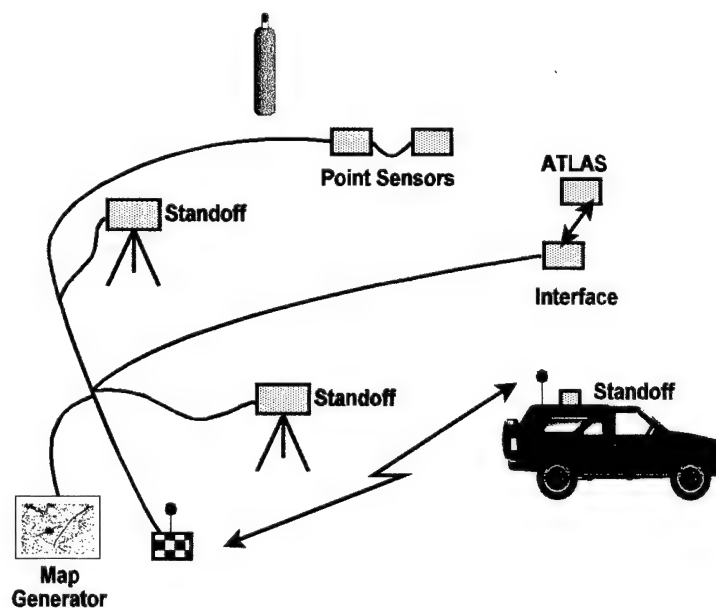 Point Sensors
ATLAS
Standoff
Interface
Standoff
Standoff
Map
Generator